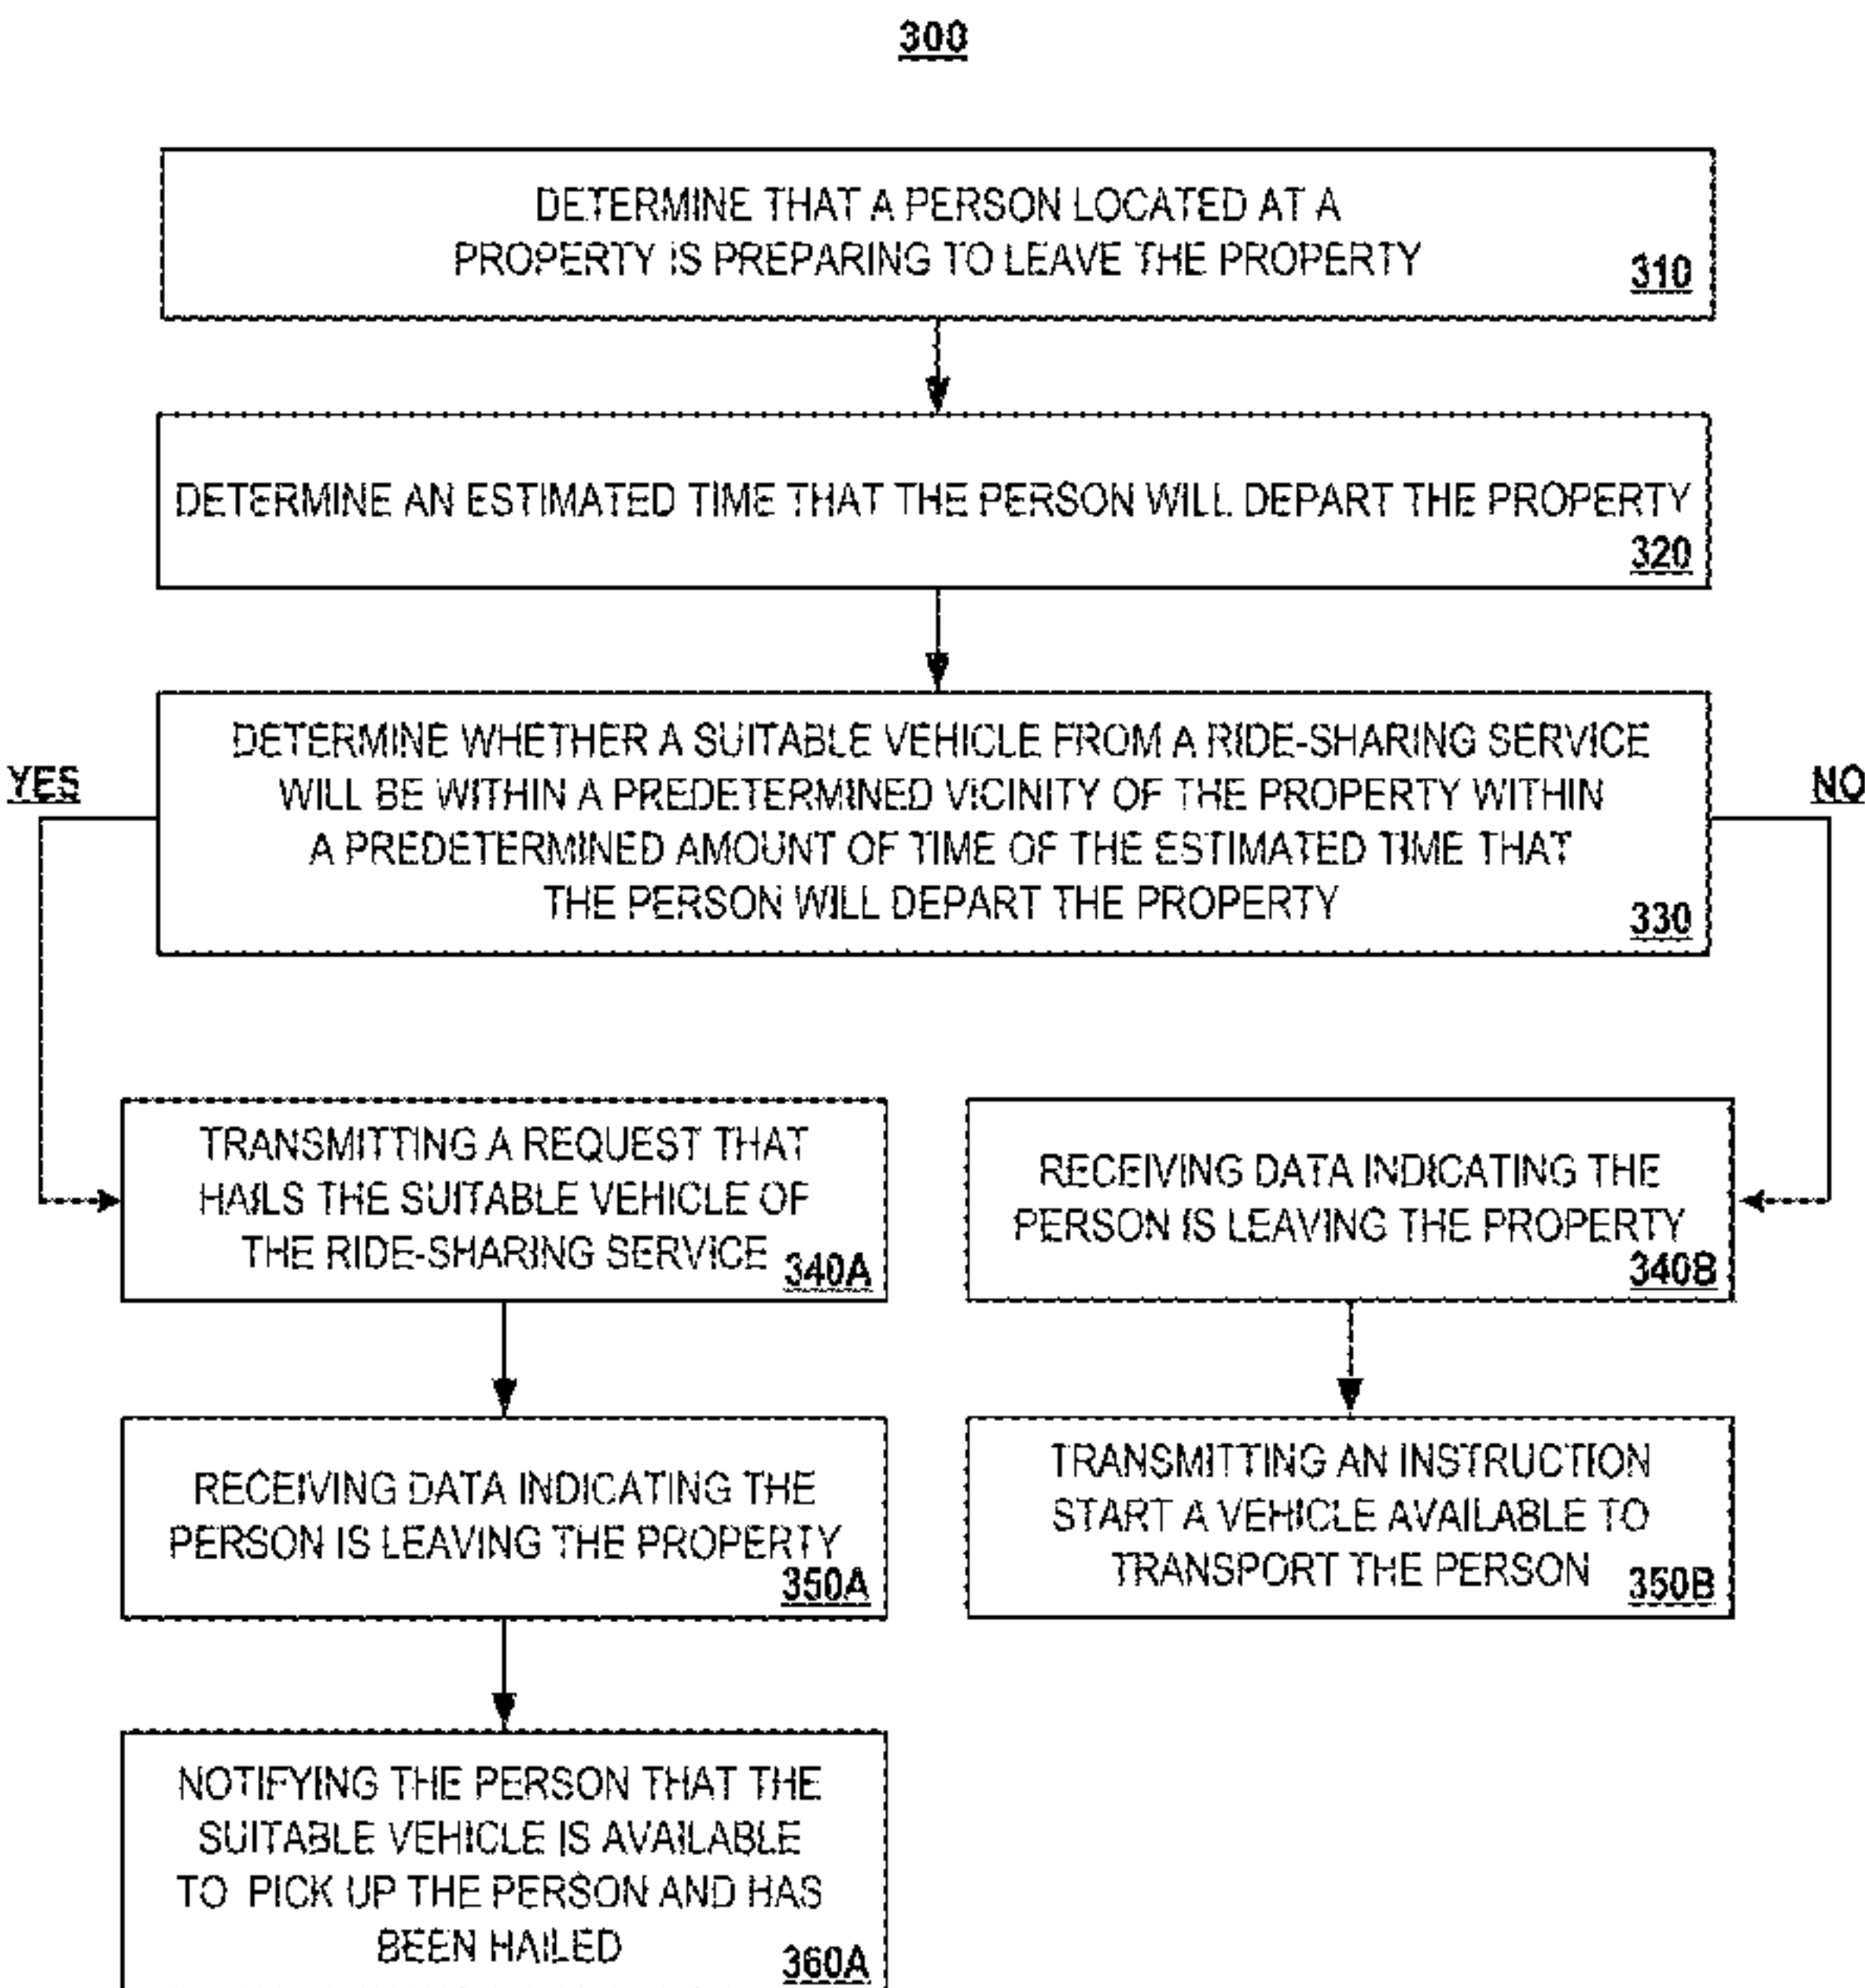 300
DETERMINE THAT A PERSON LOCATED AT A
PROPERTY IS PREPARING TO LEAVE THE PROPERTY
310
DETERMINE AN ESTIMATED TIME THAT THE PERSON WILL DEPART THE PROPERTY
320
DETERMINE WHETHER A SUITABLE VEHICLE FROM A RIDE-SHARING SERVICE
WILL BE WITHIN A PREDETERMINED VICINITY OF THE PROPERTY WITHIN
A PREDETERMINED AMOUNT OF TIME OF THE ESTIMATED TIME THAT
THE PERSON WILL DEPART THE PROPERTY
330
YES
NO
TRANSMITTING A REQUEST THAT
HAILS THE SUITABLE VEHICLE OF
THE RIDE-SHARING SERVICE
340A
RECEIVING DATA INDICATING THE
PERSON IS LEAVING THE PROPERTY
340B
RECEIVING DATA INDICATING THE
PERSON IS LEAVING THE PROPERTY
350A
TRANSMITTING AN INSTRUCTION
START A VEHICLE AVAILABLE TO
TRANSPORT THE PERSON
350B
NOTIFYING THE PERSON THAT THE
SUITABLE VEHICLE IS AVAILABLE
TO PICK UP THE PERSON AND HAS
BEEN HAILED
360A